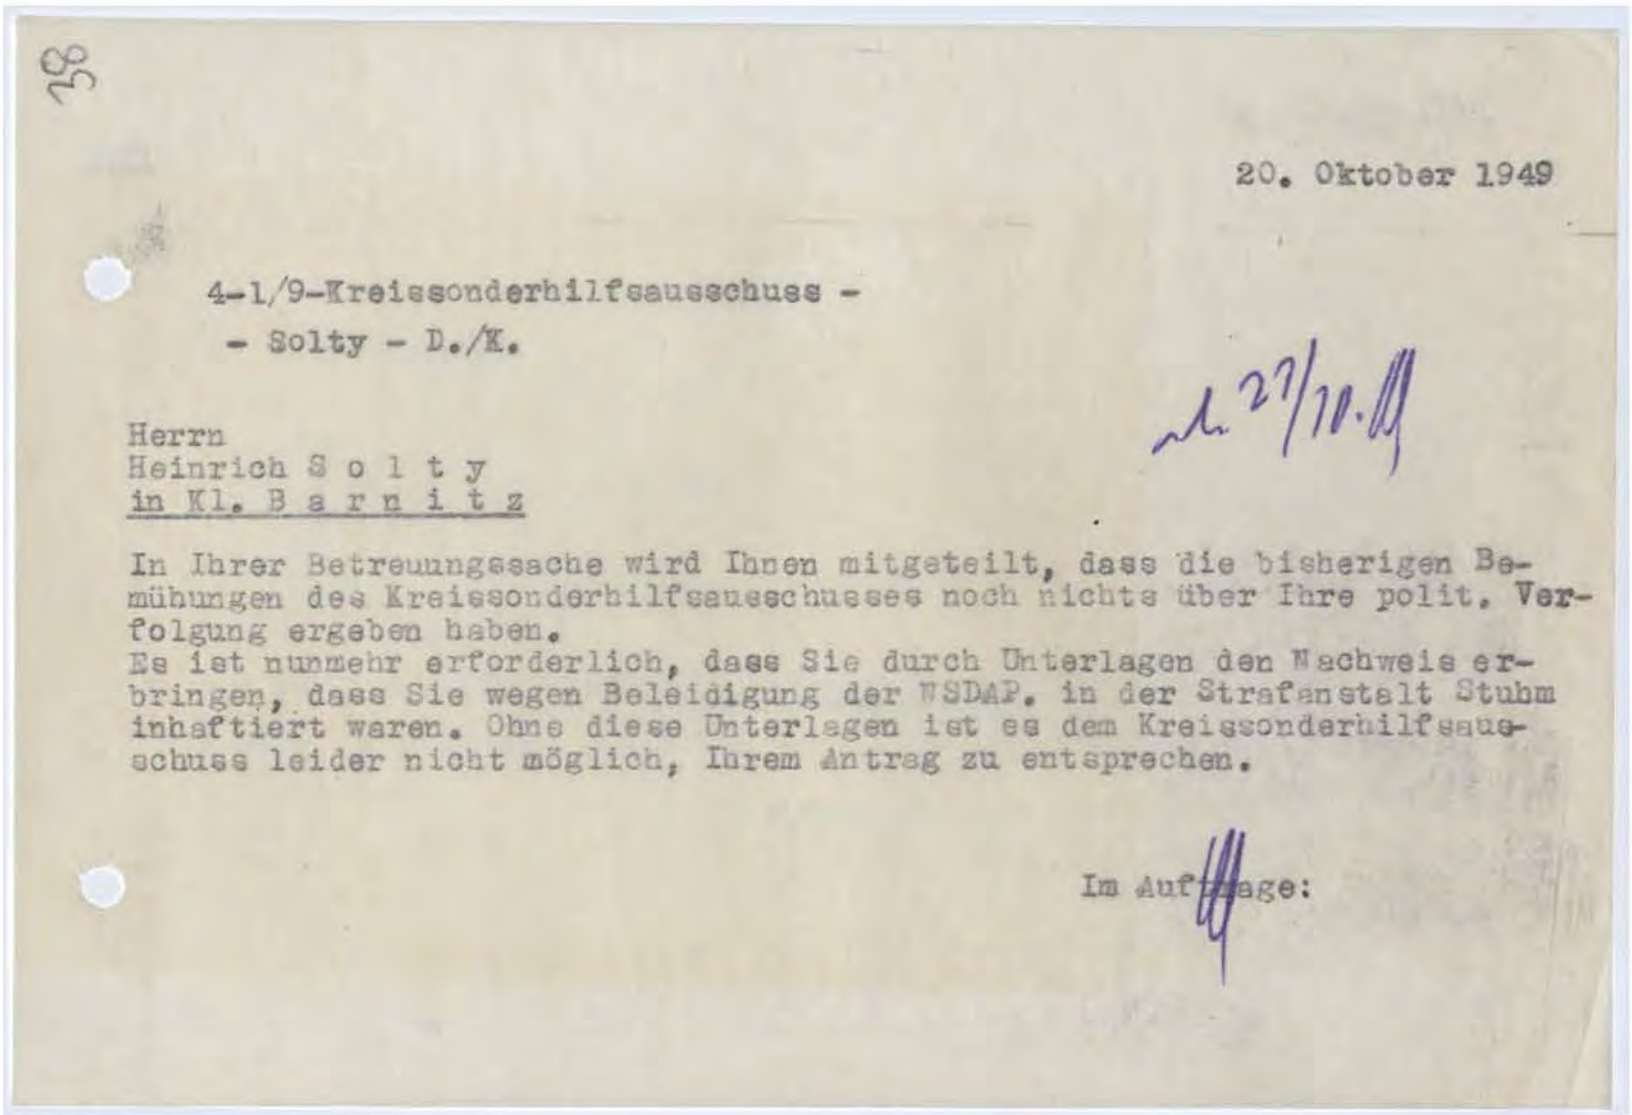 38
20. Oktober 1949
4-1/9-Kreissonderhilfsausschuss -
- Solty - D./K.
Herrn
Heinrich S o l t y
in Kl. B a r n i t z
In Ihrer Betreuungssache wird Ihnen mitgeteilt, dass die bisherigen Be-
mühungen des Kreissonderhilfsausschusses noch nichts über Ihre polit. Ver-
folgung ergeben haben.
Es ist nunmehr erforderlich, dass Sie durch Unterlagen den Nachweis er-
bringen, dass Sie wegen Beleidigung der NSDAP. in der Strafanstalt Stuhm
inhaftiert waren. Ohne diese Unterlagen ist es dem Kreissonderhilfsaus-
schuss leider nicht möglich, Ihrem Antrag zu entsprechen.
Im Auftrage: